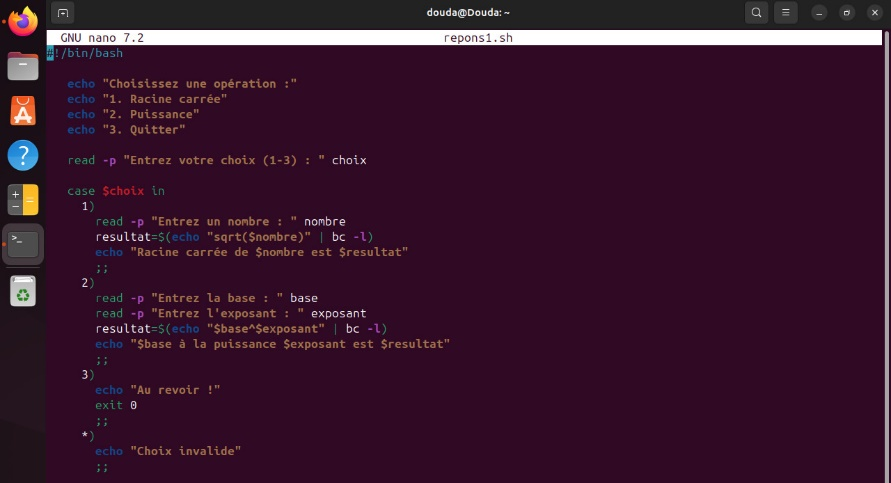 douda@Douda: ~
GNU nano 7.2 repons1.sh
#!/bin/bash
echo "Choisissez une opération :"
echo "1. Racine carrée"
echo "2. Puissance"
echo "3. Quitter"
read -p "Entrez votre choix (1-3) : " choix
case $choix in
1)
read -p "Entrez un nombre : " nombre
resultat=$(echo "sqrt($nombre)" | bc -l)
echo "Racine carrée de $nombre est $resultat"
;;
2)
read -p "Entrez la base : " base
read -p "Entrez l'exposant : " exposant
resultat=$(echo "$base^$exposant" | bc -l)
echo "$base à la puissance $exposant est $resultat"
;;
3)
echo "Au revoir !"
exit 0
;;
*)
echo "Choix invalide"
;;